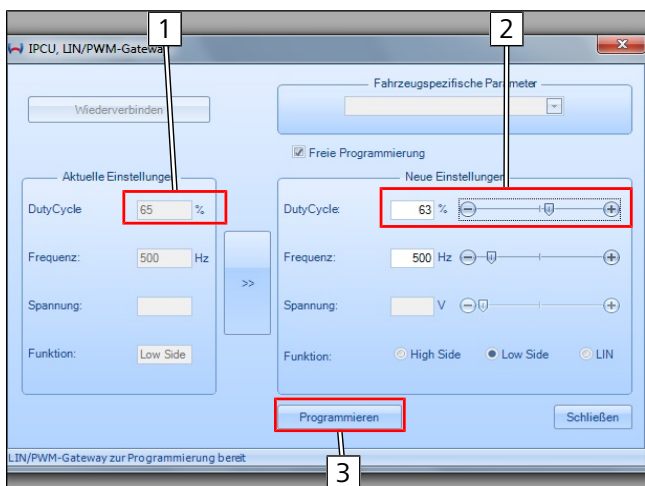 1
2
IPCU, LIN/PWM-Gateway
Wiederverbinden
Fahrzeugspezifische Parameter
Freie Programmierung
Aktuelle Einstellungen
DutyCycle
65 %
Frequenz:
500 Hz
Spannung:
Funktion:
Low Side
>>
Neue Einstellungen
DutyCycle:
63 %
Frequenz:
500 Hz
Spannung:
V
Funktion:
High Side
Low Side
LIN
Programmieren
Schließen
LIN/PWM-Gateway zur Programmierung bereit
3